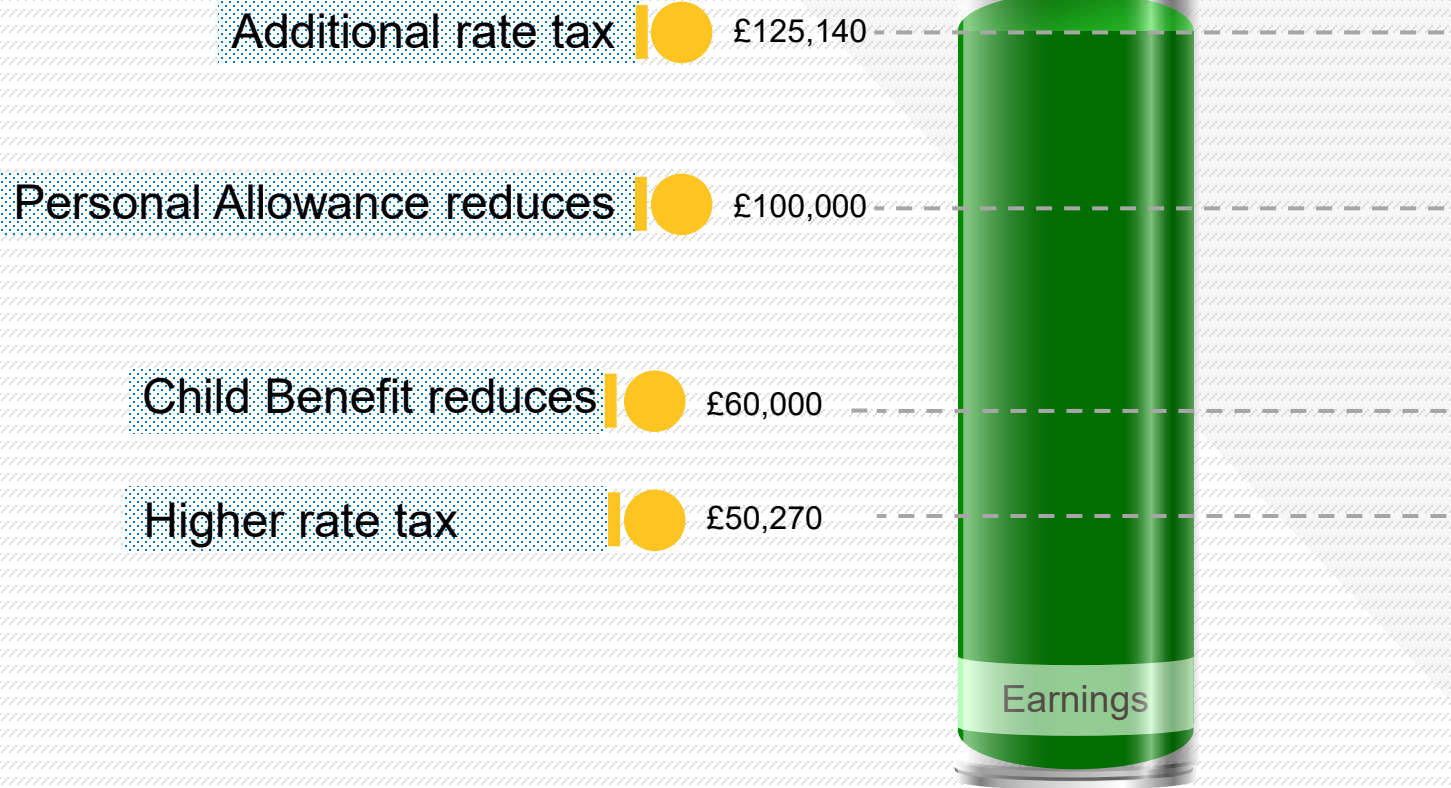 Additional rate tax £125,140
Personal Allowance reduces £100,000
Child Benefit reduces £60,000
Higher rate tax £50,270
Earnings